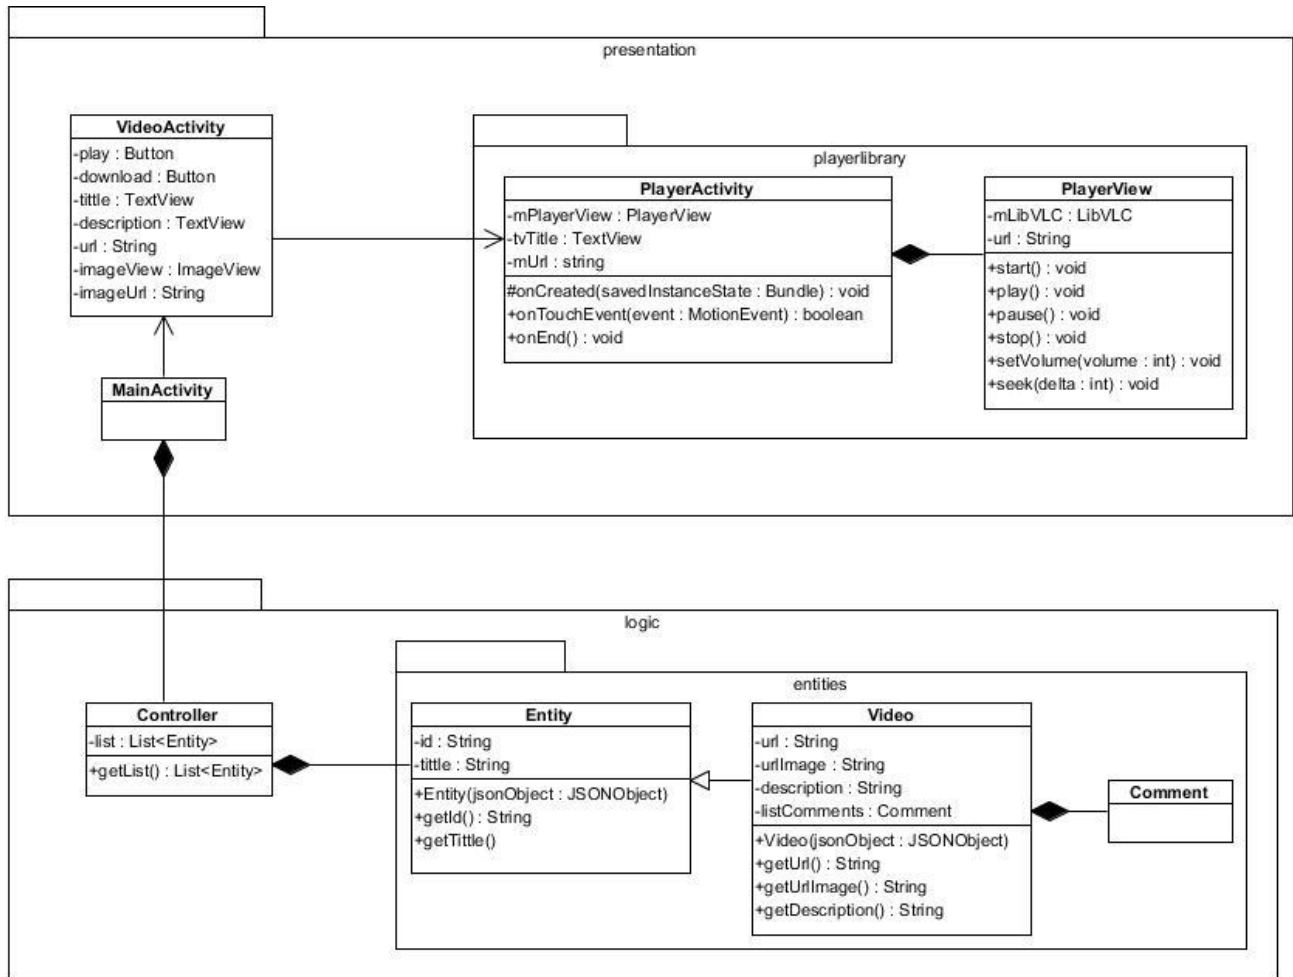 presentation
VideoActivity
-play : Button
-download : Button
-tittle : TextView
-description : TextView
-url : String
-imageView : ImageView
-imageUrl : String
MainActivity
playerlibrary
PlayerActivity
-mPlayerView : PlayerView
-tvTitle : TextView
-mUrl : string
#onCreated(savedInstanceState : Bundle) : void
+onTouchEvent(event : MotionEvent) : boolean
+onEnd() : void
PlayerView
-mLibVLC : LibVLC
-url : String
+start() : void
+play() : void
+pause() : void
+stop() : void
+setVolume(volume : int) : void
+seek(delta : int) : void
logic
Controller
-list : List<Entity>
+getList() : List<Entity>
entities
Entity
-id : String
-tittle : String
+Entity(jsonObject : JSONObject)
+getId() : String
+getTittle()
Video
-url : String
-urlImage : String
-description : String
-listComments : Comment
+Video(jsonObject : JSONObject)
+getUrl() : String
+getUrlImage() : String
+getDescription() : String
Comment